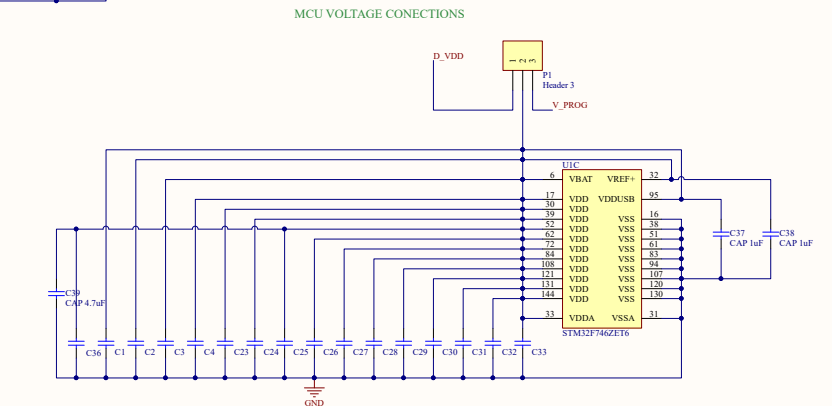 MCU VOLTAGE CONECTIONS
D_VDD
1
2
3
P1
Header 3
V_PROG
U1C
6 VBAT VREF+ 32
17 VDD VDDUSB 95
30 VDD
39 VDD VSS 16
52 VDD VSS 38
62 VDD VSS 51
72 VDD VSS 61
84 VDD VSS 83
108 VDD VSS 94
121 VDD VSS 107
131 VDD VSS 120
144 VDD VSS 130
33 VDDA VSSA 31
STM32F746ZET6
C37
CAP 1uF
C38
CAP 1uF
C39
CAP 4.7uF
C36 C1 C2 C3 C4 C23 C24 C25 C26 C27 C28 C29 C30 C31 C32 C33
GND